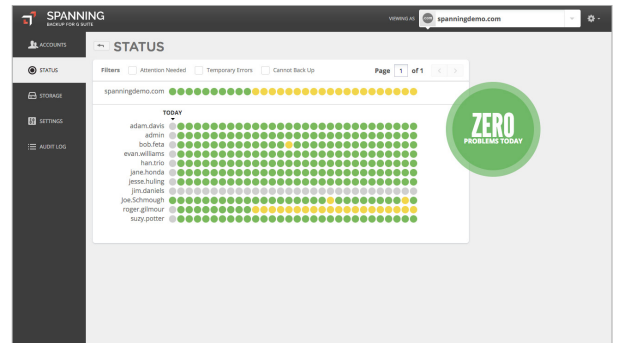 SPANNING
BACKUP FOR G SUITE
VIEWING AS
com
spanningdemo.com
ACCOUNTS
STATUS
STORAGE
SETTINGS
AUDIT LOG
STATUS
Filters Attention Needed Temporary Errors Cannot Back Up Page 1 of 1
spanningdemo.com
TODAY
adam.davis
admin
bob.feta
evan.williams
han.trio
jane.honda
jesse.huling
jim.daniels
Joe.Schmough
roger.gilmour
suzy.potter
ZERO
PROBLEMS TODAY